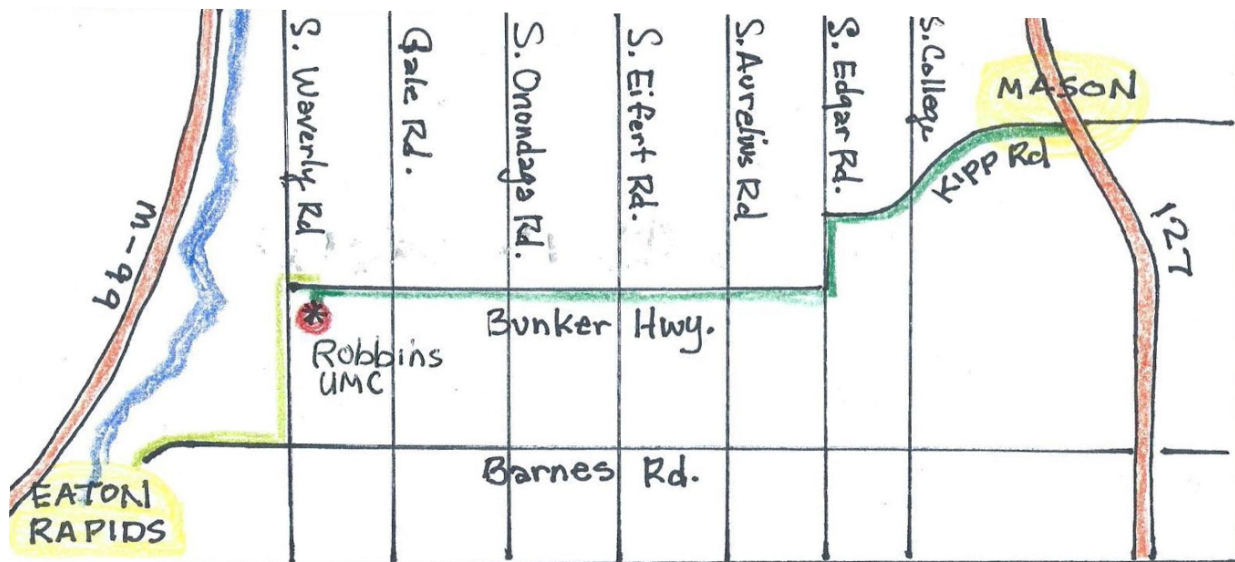 S. Waverly Rd
Gale Rd.
S. Onondaga Rd.
S. Eifert Rd.
S. Aurelius Rd
S. Edgar Rd.
S. College
MASON
Kipp Rd
M-99
127
Bunker Hwy.
*
Robbins
UMC
Barnes Rd.
EATON
RAPIDS